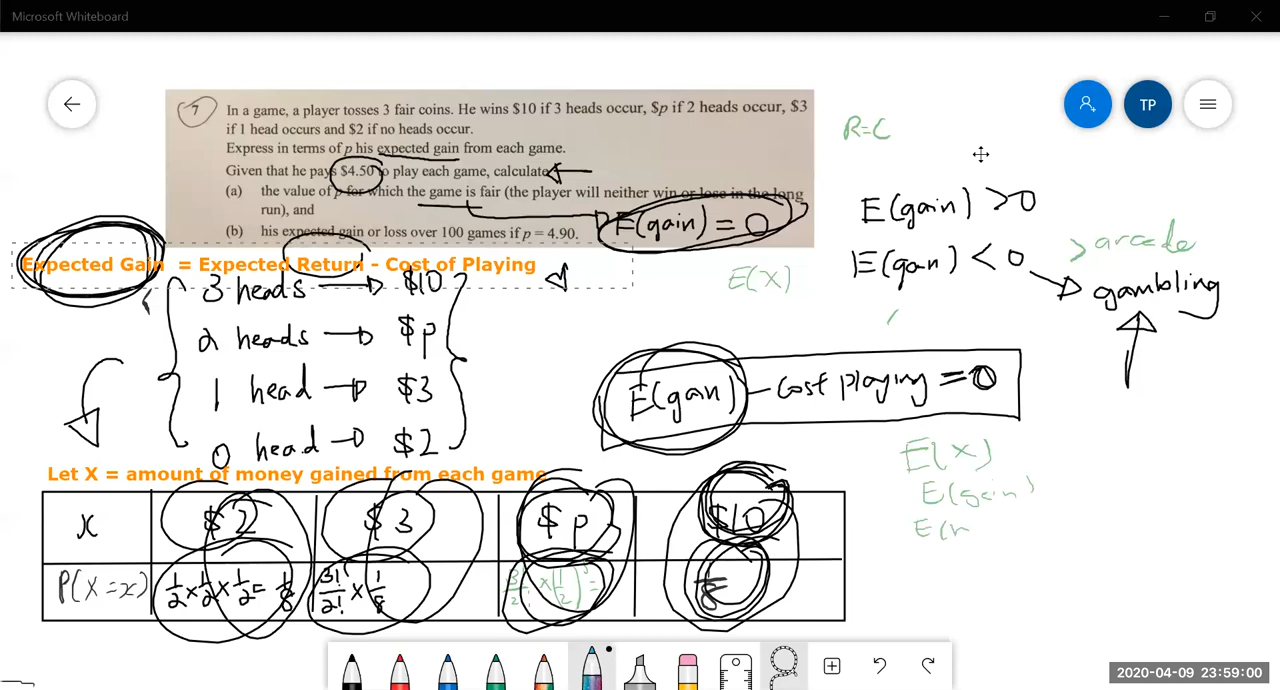 Microsoft Whiteboard
TP
7
In a game, a player tosses 3 fair coins. He wins $10 if 3 heads occur, $p if 2 heads occur, $3
if 1 head occurs and $2 if no heads occur.
Express in terms of p his expected gain from each game.
Given that he pays $4.50 to play each game, calculate
(a) the value of p for which the game is fair (the player will neither win or lose in the long
run), and
(b) his expected gain or loss over 100 games if p = 4.90.
E(gain) = 0
R=C
E(gain) >0
E(gain) < 0
> arcade
gambling
Expected Gain = Expected Return - Cost of Playing
E(X)
3 heads → $10
2 heads → $p
1 head → $3
0 head → $2
E(gain) - cost playing = 0
E(X)
E(gain)
E(r
Let X = amount of money gained from each game
x $2 $3 $p $10
P(X=x) 1/2 × 1/2 × 1/2 = 1/8 3!/2! × 1/8 3!/2! × (1/2)³ = 1/8
2020-04-09 23:59:00